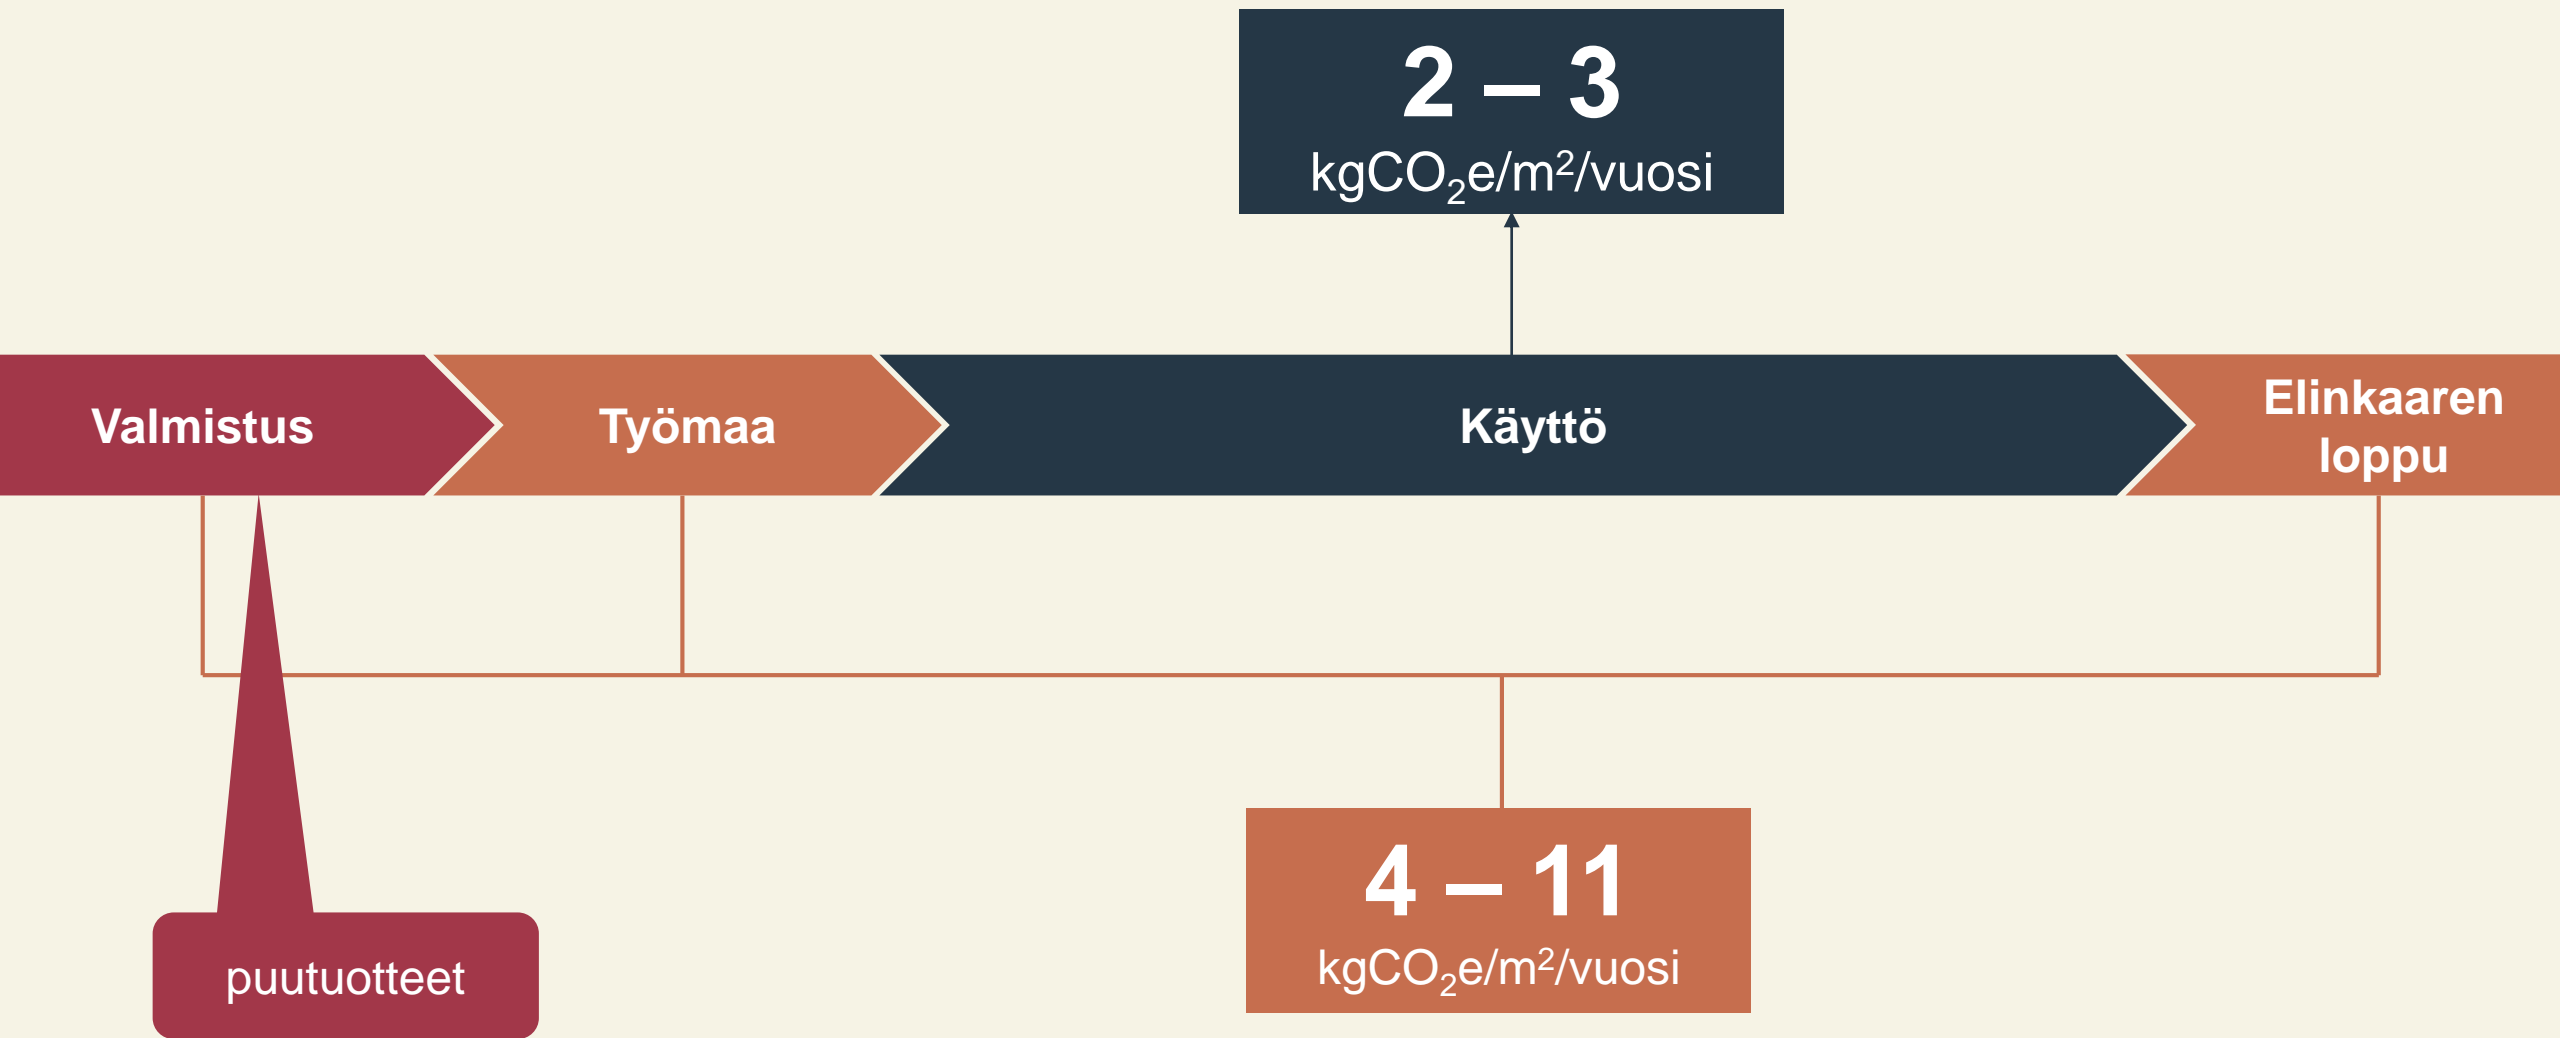 2 – 3
kgCO₂e/m²/vuosi
Valmistus
Työmaa
Käyttö
Elinkaaren
loppu
4 – 11
kgCO₂e/m²/vuosi
puutuotteet